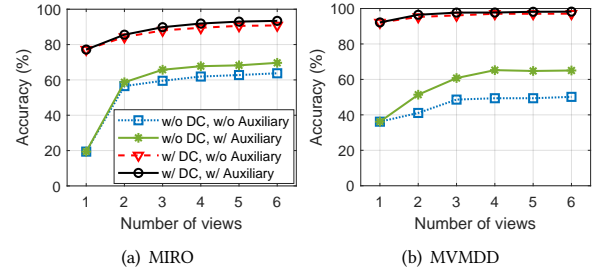 100
80
60
40
20
0
Accuracy (%)
w/o DC, w/o Auxiliary
w/o DC, w/ Auxiliary
w/ DC, w/o Auxiliary
w/ DC, w/ Auxiliary
1 2 3 4 5 6
Number of views
(a) MIRO
100
80
60
40
20
0
Accuracy (%)
1 2 3 4 5 6
Number of views
(b) MVMDD